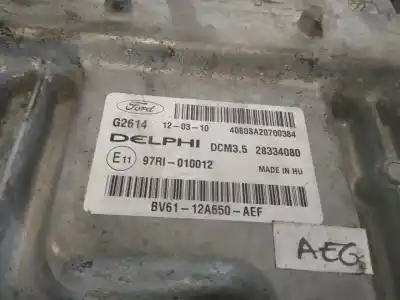 Ford
40808A20700384
G2614 12-03-10
DELPHI DCM3.5 28334080
E11 97RI-010012 MADE IN HU
BV61-12A650-AEF
AEG